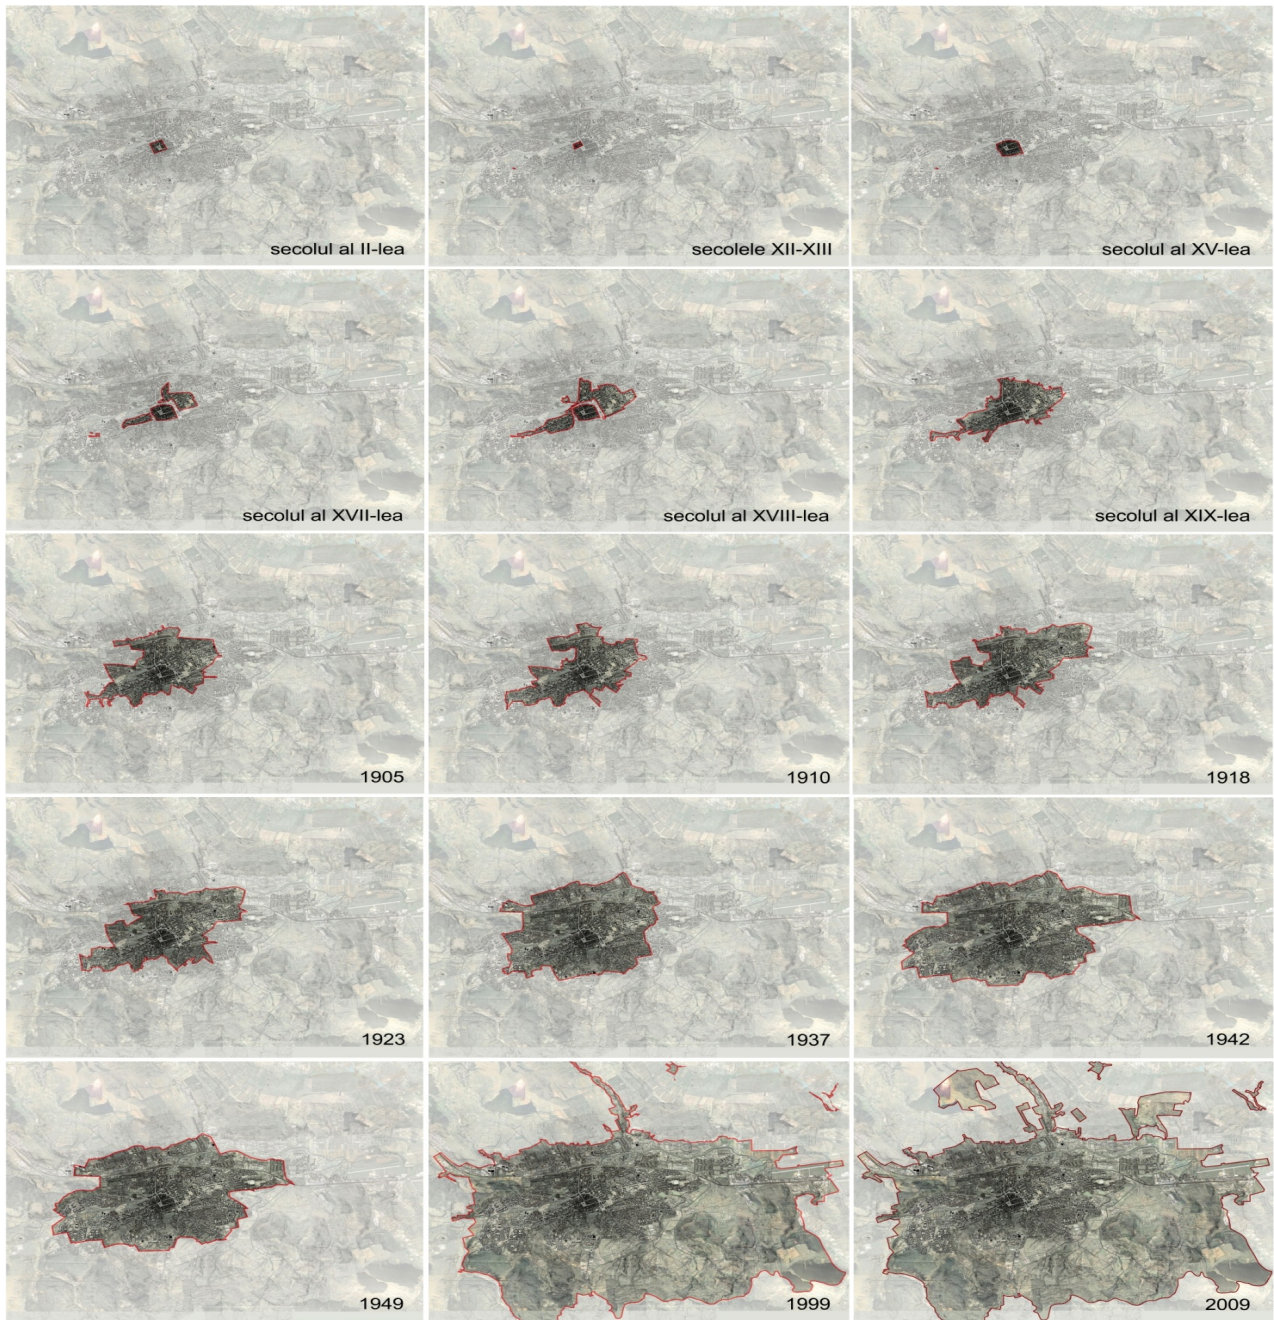 secolul al II-lea
secolele XII-XIII
secolul al XV-lea
secolul al XVII-lea
secolul al XVIII-lea
secolul al XIX-lea
1905
1910
1918
1923
1937
1942
1949
1999
2009